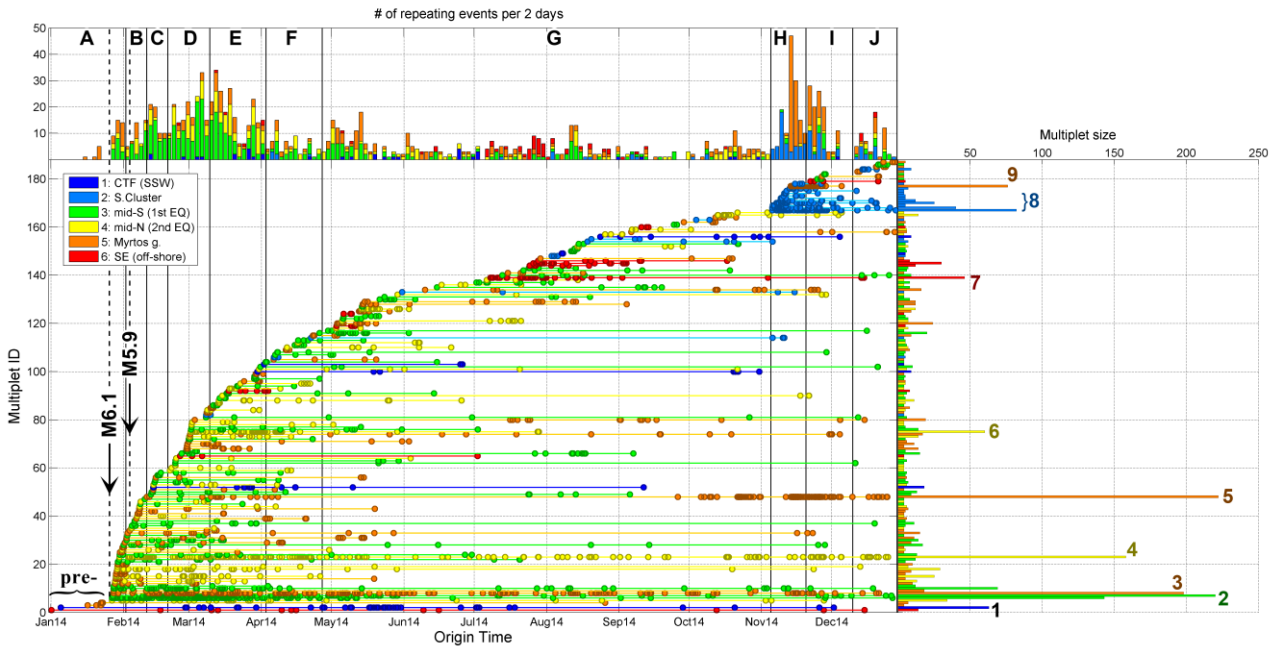 # of repeating events per 2 days
50
40
30
20
10
A B C D E F G H I J
Multiplet size
50 100 150 200 250
1: CTF (SSW)
2: S.Cluster
3: mid-S (1st EQ)
4: mid-N (2nd EQ)
5: Myrtos g.
6: SE (off-shore)
180
160
140
120
100
80
60
40
20
0
Multiplet ID
M6.1
M5.9
pre-
9
}8
7
6
5
4
3
2
1
Jan14 Feb14 Mar14 Apr14 May14 Jun14 Jul14 Aug14 Sep14 Oct14 Nov14 Dec14
Origin Time